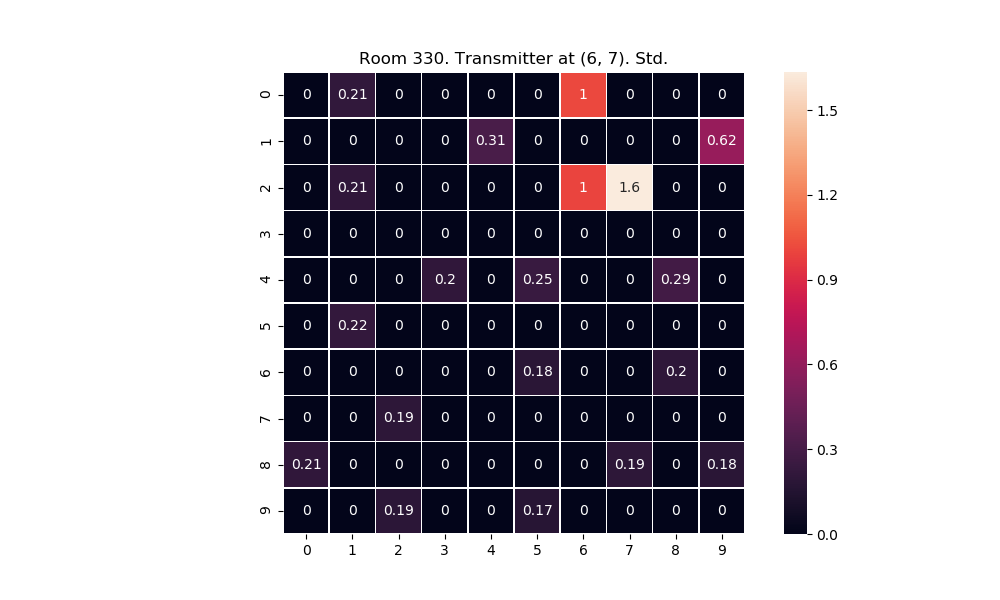 Room 330. Transmitter at (6, 7). Std.
0 0 0.21 0 0 0 0 1 0 0 0
1 0 0 0 0 0.31 0 0 0 0 0.62
2 0 0.21 0 0 0 0 1 1.6 0 0
3 0 0 0 0 0 0 0 0 0 0
4 0 0 0 0.2 0 0.25 0 0 0.29 0
5 0 0.22 0 0 0 0 0 0 0 0
6 0 0 0 0 0 0.18 0 0 0.2 0
7 0 0 0.19 0 0 0 0 0 0 0
8 0.21 0 0 0 0 0 0 0.19 0 0.18
9 0 0 0.19 0 0 0.17 0 0 0 0
0 1 2 3 4 5 6 7 8 9
1.5
1.2
0.9
0.6
0.3
0.0